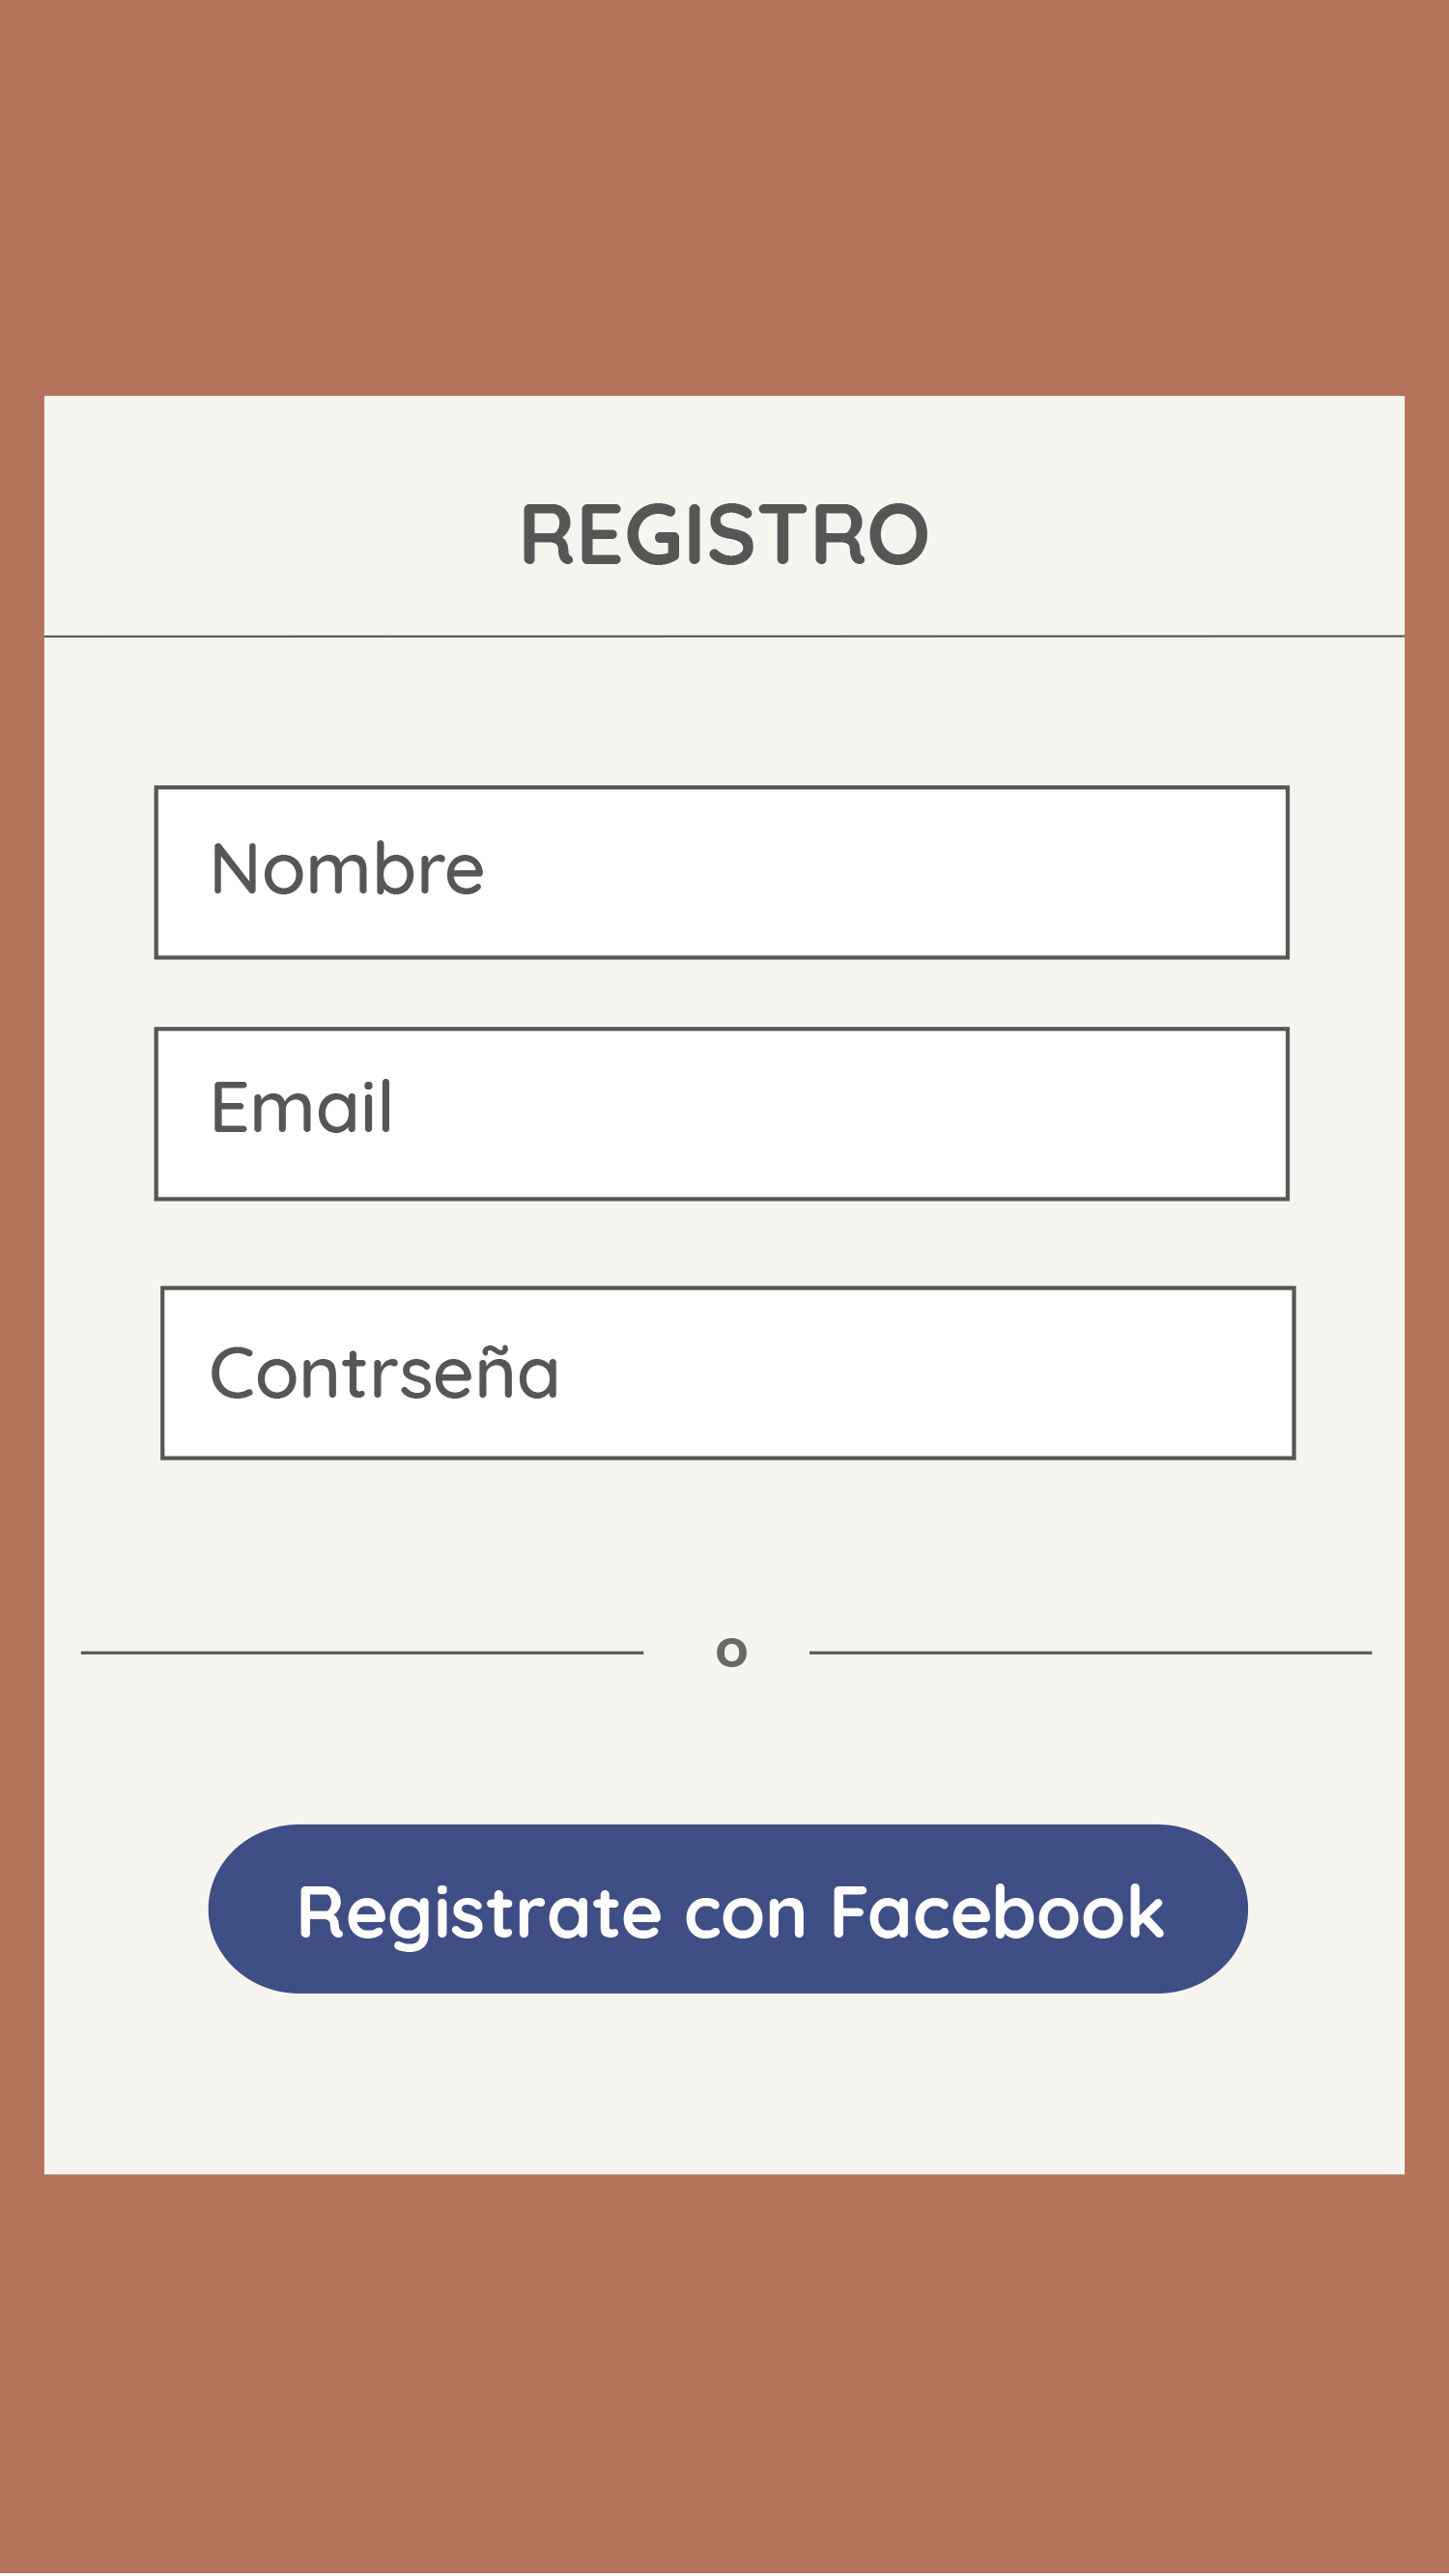 REGISTRO
Nombre
Email
Contrseña
o
Registrate con Facebook